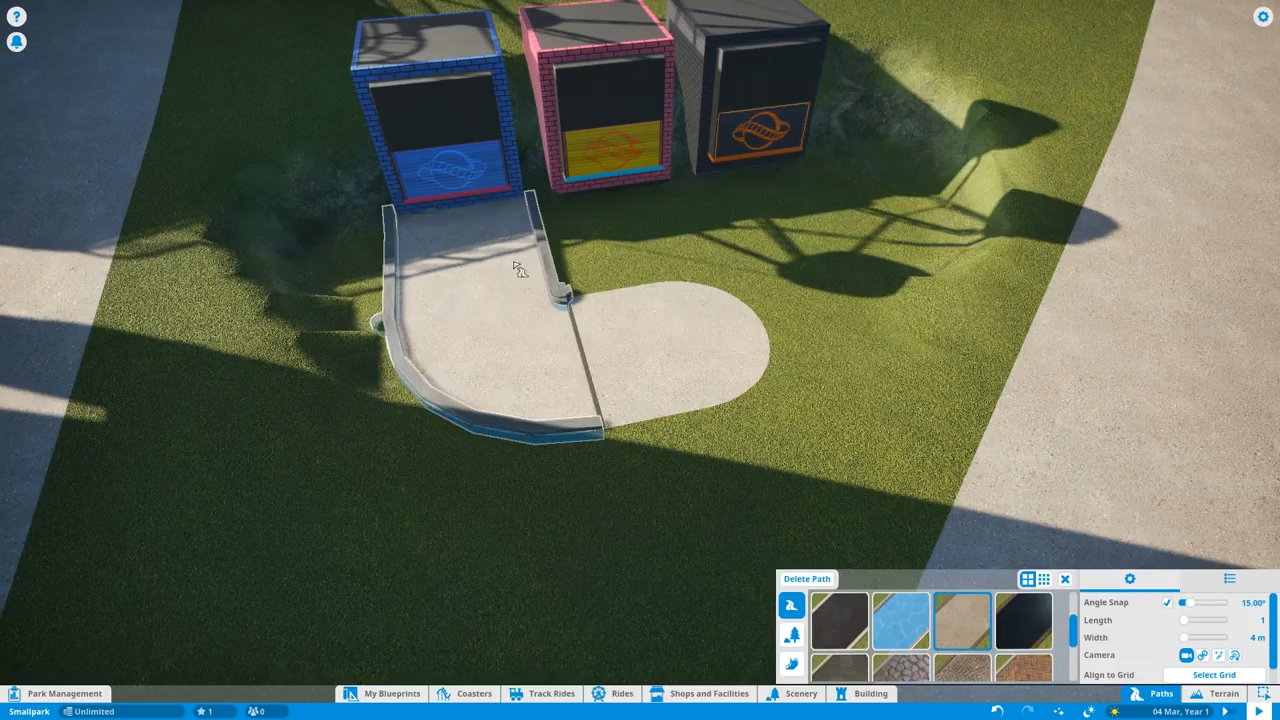 Delete Path
Angle Snap 15.00°
Length 1
Width 4 m
Camera
Align to Grid Select Grid
Park Management
My Blueprints
Coasters
Track Rides
Rides
Shops and Facilities
Scenery
Building
Paths
Terrain
Smallpark
Unlimited
1
0
04 Mar, Year 1